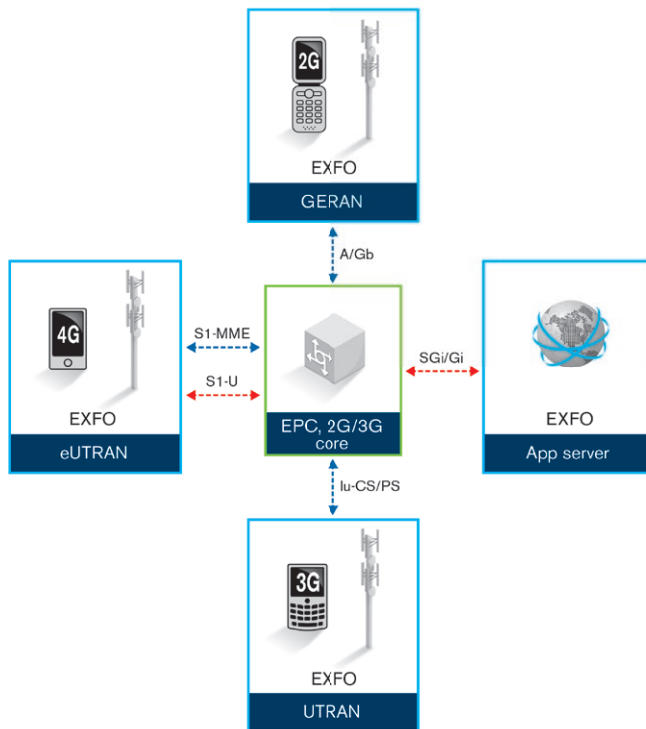 2G
EXFO
GERAN
A/Gb
4G
EXFO
eUTRAN
S1-MME
S1-U
EPC, 2G/3G
core
SGi/Gi
EXFO
App server
Iu-CS/PS
3G
EXFO
UTRAN